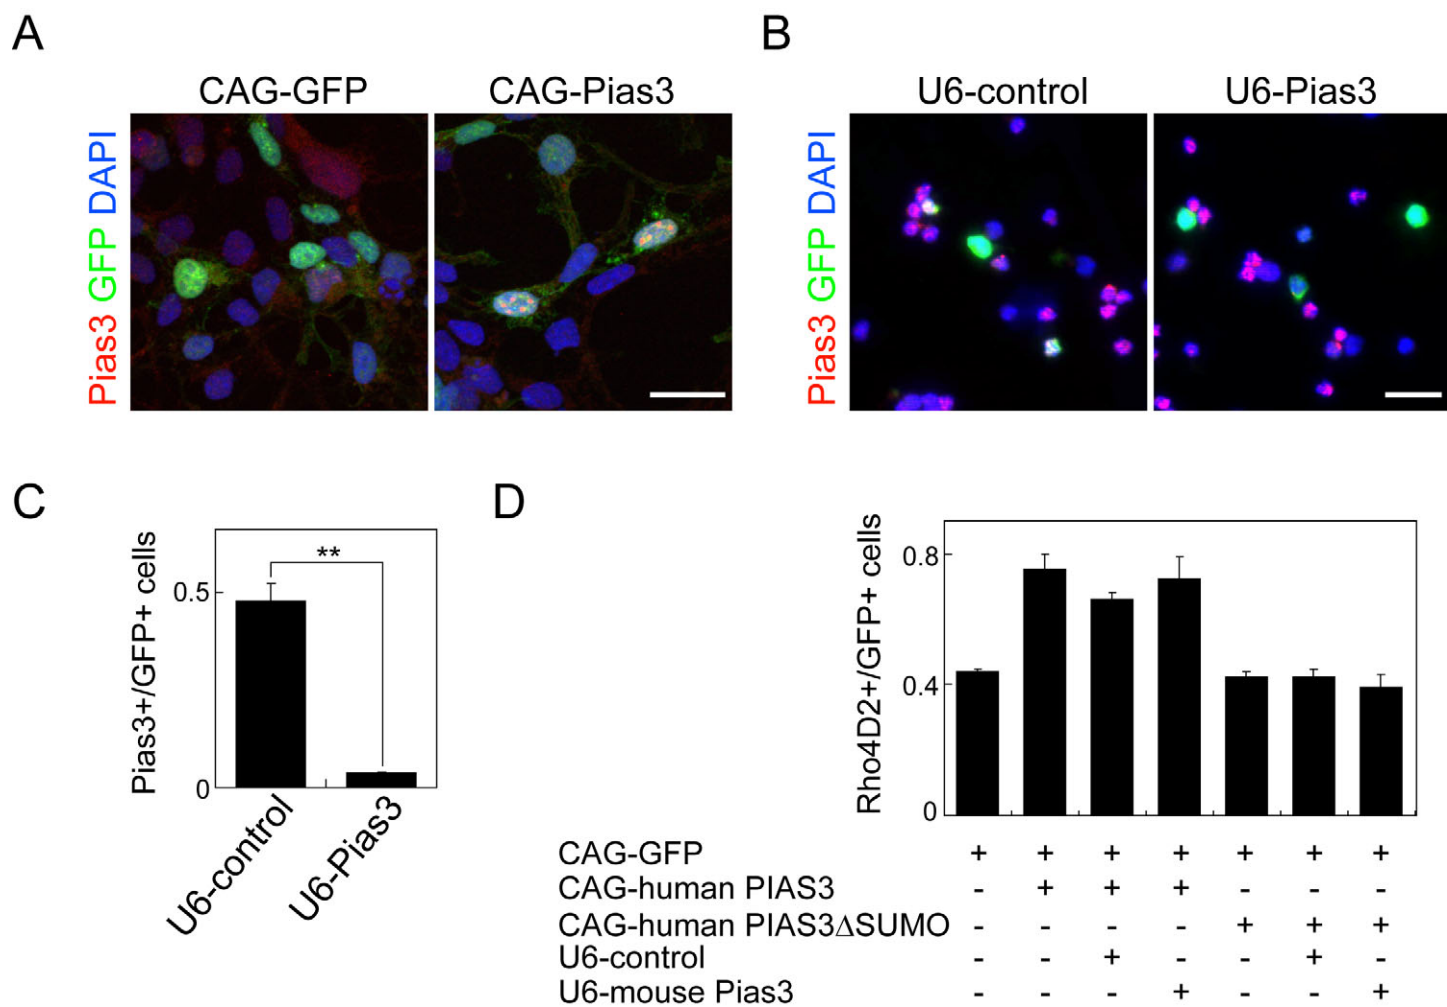 A
B
CAG-GFP
CAG-Pias3
U6-control
U6-Pias3
Pias3 GFP DAPI
Pias3 GFP DAPI
C
D
Pias3+/GFP+ cells
0.5
0
**
U6-control
U6-Pias3
Rho4D2+/GFP+ cells
0.8
0.4
0
CAG-GFP + + + + + + +
CAG-human PIAS3 - + + + - - -
CAG-human PIAS3ΔSUMO - - - - + + +
U6-control - - + - - + -
U6-mouse Pias3 - - - + - - +